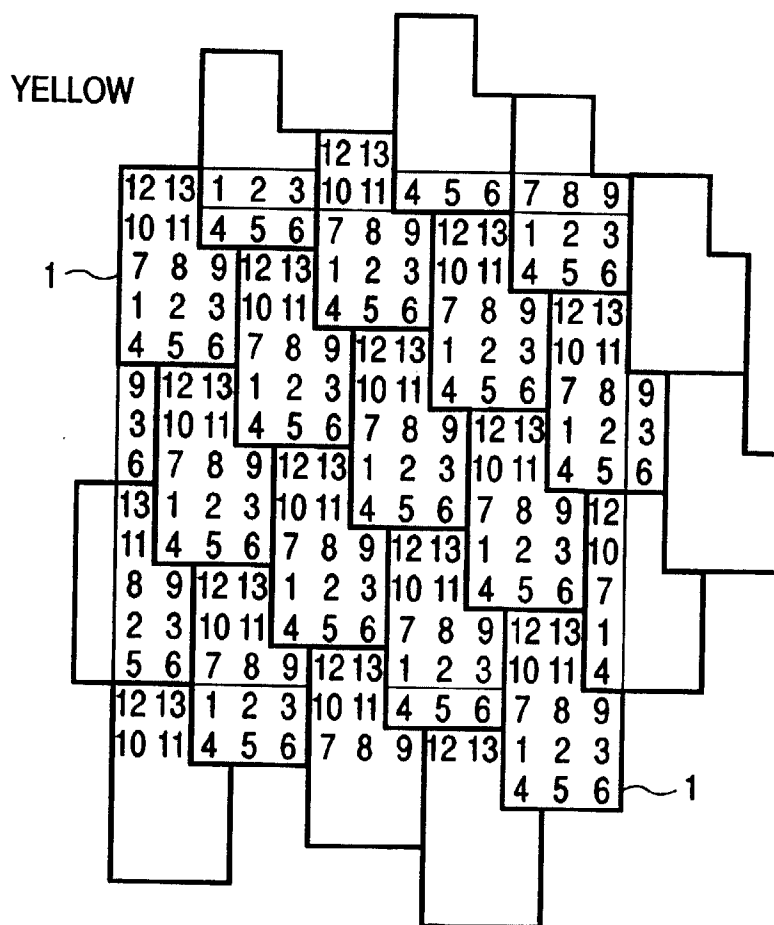 YELLOW
12 13
12 13 1 2 3 10 11 4 5 6 7 8 9
10 11 4 5 6 7 8 9 12 13 1 2 3
1 7 8 9 12 13 1 2 3 10 11 4 5 6
1 2 3 10 11 4 5 6 7 8 9 12 13
4 5 6 7 8 9 12 13 1 2 3 10 11
9 12 13 1 2 3 10 11 4 5 6 7 8 9
3 10 11 4 5 6 7 8 9 12 13 1 2 3
6 7 8 9 12 13 1 2 3 10 11 4 5 6
13 1 2 3 10 11 4 5 6 7 8 9 12
11 4 5 6 7 8 9 12 13 1 2 3 10
8 9 12 13 1 2 3 10 11 4 5 6 7
2 3 10 11 4 5 6 7 8 9 12 13 1
5 6 7 8 9 12 13 1 2 3 10 11 4
12 13 1 2 3 10 11 4 5 6 7 8 9
10 11 4 5 6 7 8 9 12 13 1 2 3
4 5 6 1